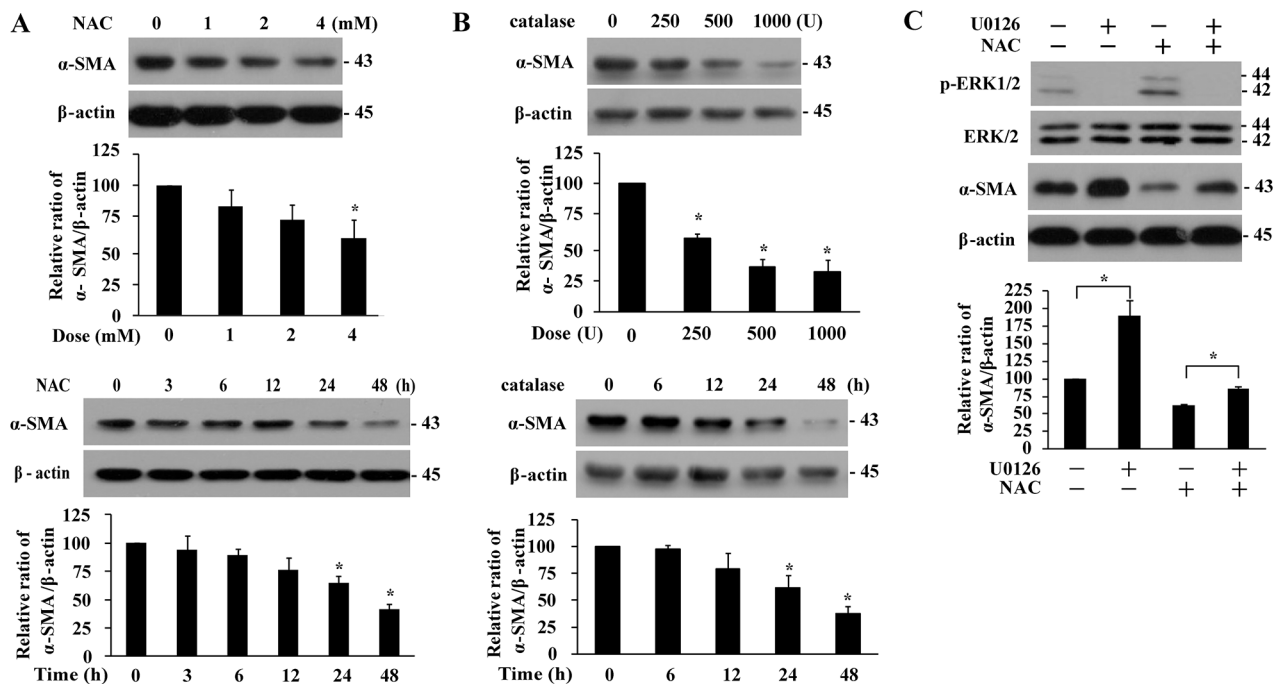 A
NAC 0 1 2 4 (mM)
α-SMA - 43
β-actin - 45
125
100
75
50
25
0
Relative ratio of
α- SMA/β-actin
*
Dose (mM) 0 1 2 4
NAC 0 3 6 12 24 48 (h)
α-SMA - 43
β - actin - 45
125
100
75
50
25
0
Relative ratio of
α-SMA/β-actin
* *
Time (h) 0 3 6 12 24 48
B
catalase 0 250 500 1000 (U)
α-SMA - 43
β-actin - 45
125
100
75
50
25
0
Relative ratio of
α- SMA/β-actin
* * *
Dose (U) 0 250 500 1000
catalase 0 6 12 24 48 (h)
α-SMA - 43
β-actin - 45
125
100
75
50
25
0
Relative ratio of
α-SMA/β -actin
* *
Time (h) 0 6 12 24 48
C
U0126 – + – +
NAC – – + +
p-ERK1/2 - 44
- 42
ERK/2 - 44
- 42
α-SMA - 43
β-actin - 45
225
200
175
150
125
100
75
50
25
0
Relative ratio of
α-SMA/β-actin
* *
U0126 – + – +
NAC – – + +